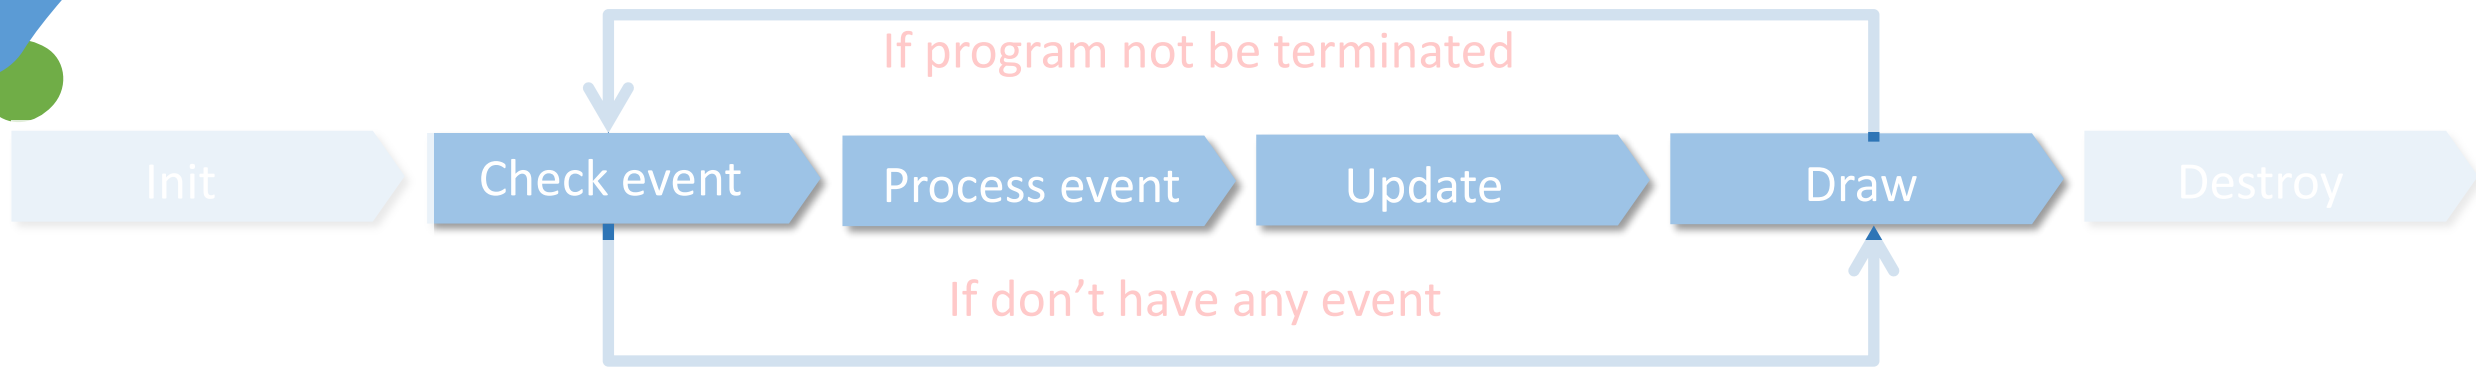 If program not be terminated
Init
Check event
Process event
Update
Draw
Destroy
If don’t have any event